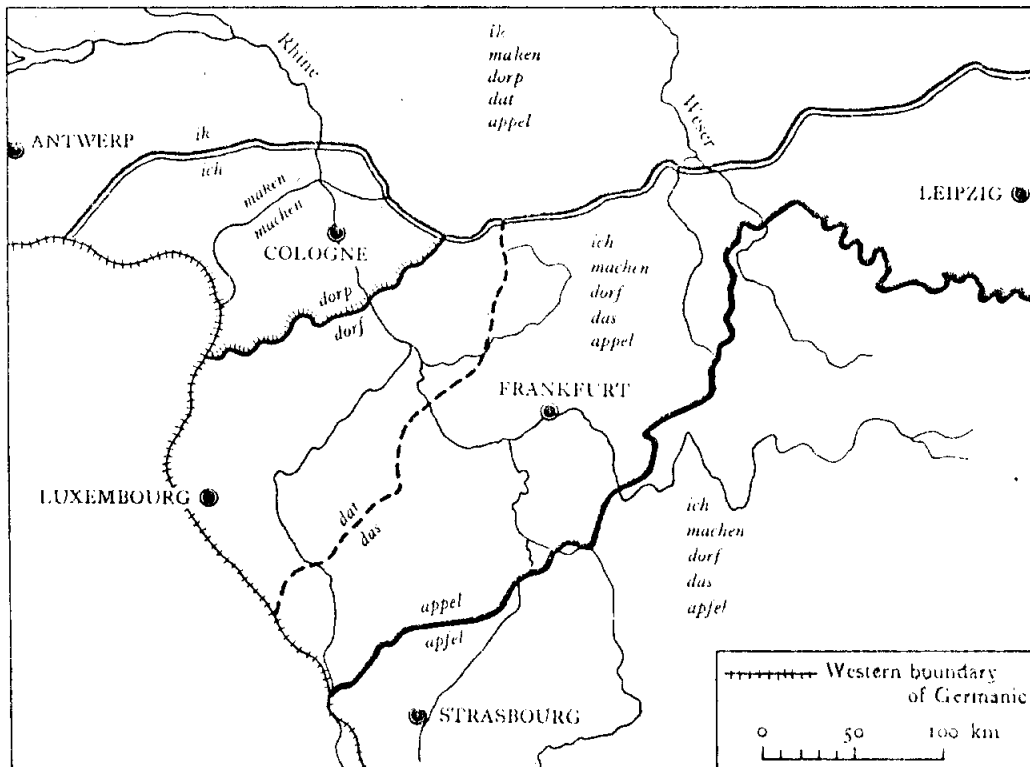 ik
maken
dorp
dat
appel
Rhine
Weser
ANTWERP
ik
ich
maken
machen
LEIPZIG
COLOGNE
ich
machen
dorf
das
appel
dorp
dorf
FRANKFURT
LUXEMBOURG
dat
das
ich
machen
dorf
das
apfel
appel
apfel
STRASBOURG
Western boundary
of Germanic
0 50 100 km